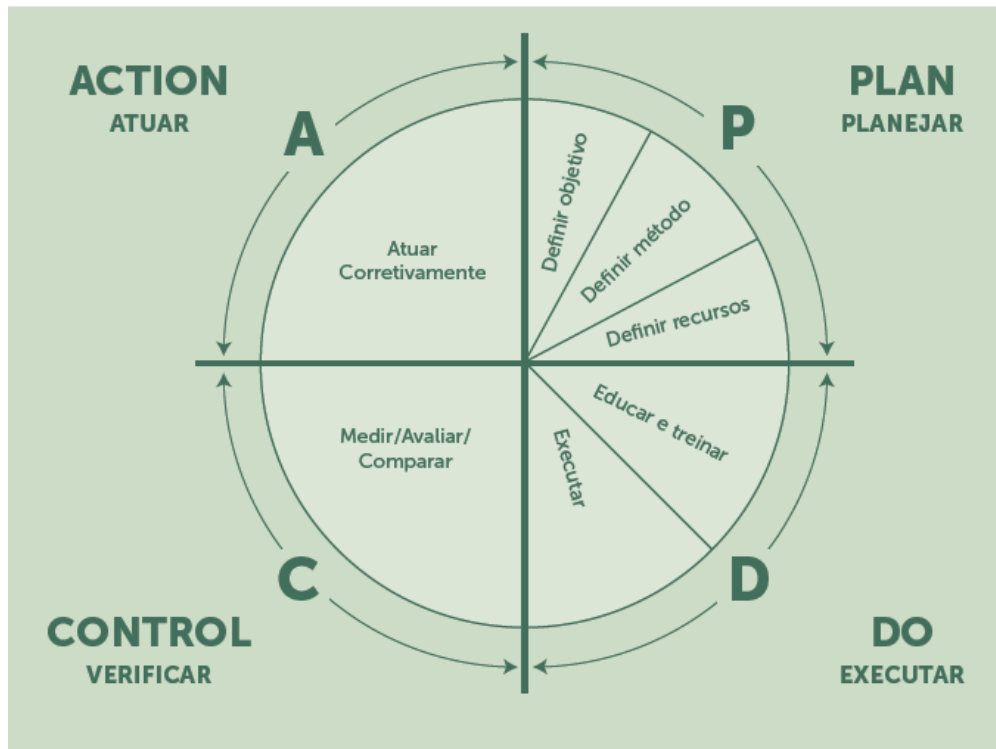 ACTION
ATUAR
A
PLAN
PLANEJAR
P
Definir objetivo
Definir método
Definir recursos
Atuar
Corretivamente
Educar e treinar
Executar
Medir/Avaliar/
Comparar
C
CONTROL
VERIFICAR
D
DO
EXECUTAR